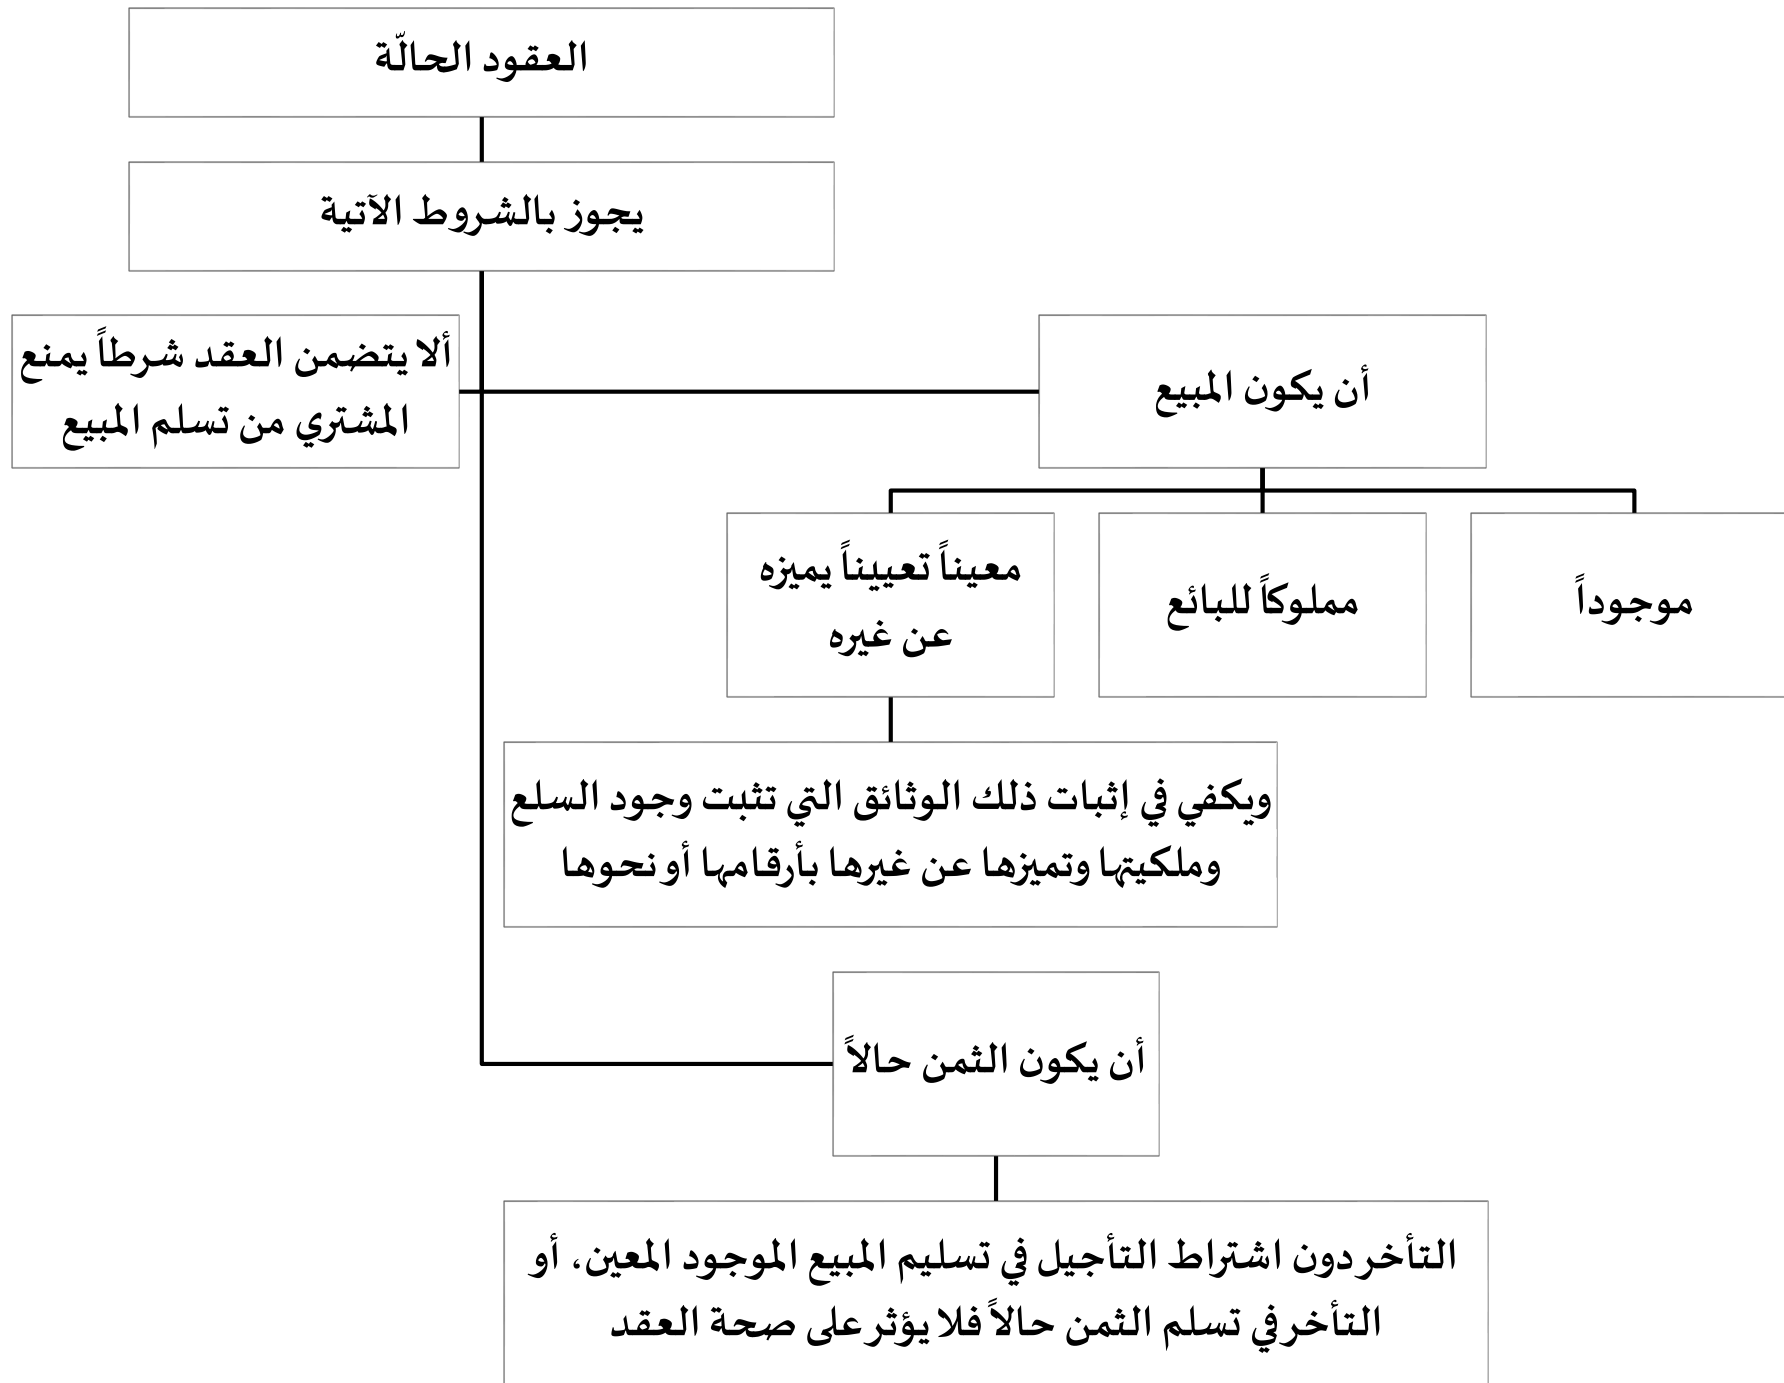 العقود الحالّة
يجوز بالشروط الآتية
أن يكون المبيع
ألا يتضمن العقد شرطاً يمنع
المشتري من تسلم المبيع
موجوداً
مملوكاً للبائع
معيناً تعييناً يميزه
عن غيره
ويكفي في إثبات ذلك الوثائق التي تثبت وجود السلع
وملكيتها وتميزها عن غيرها بأرقامها أو نحوها
أن يكون الثمن حالاً
التأخر دون اشتراط التأجيل في تسليم المبيع الموجود المعين، أو
التأخر في تسلم الثمن حالاً فلا يؤثر على صحة العقد